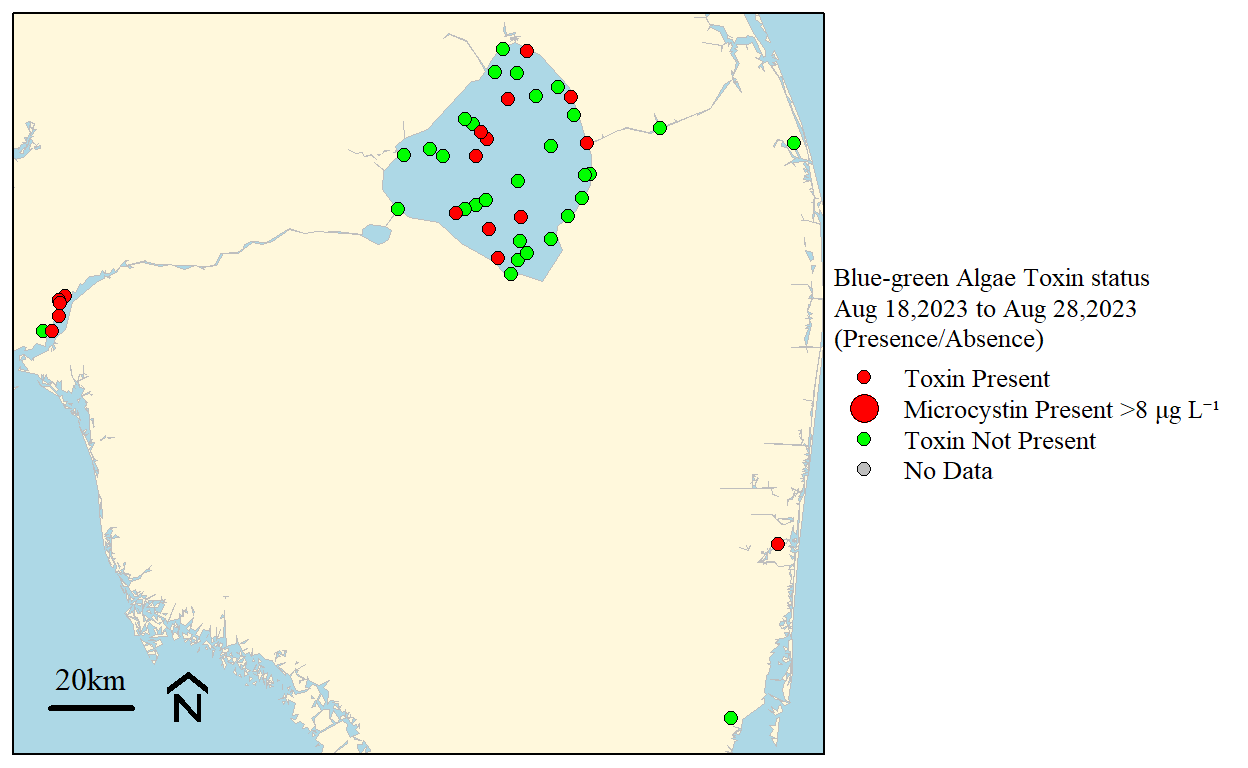 Blue-green Algae Toxin status
Aug 18,2023 to Aug 28,2023
(Presence/Absence)
Toxin Present
Microcystin Present >8 µg L⁻¹
Toxin Not Present
No Data
20km
N